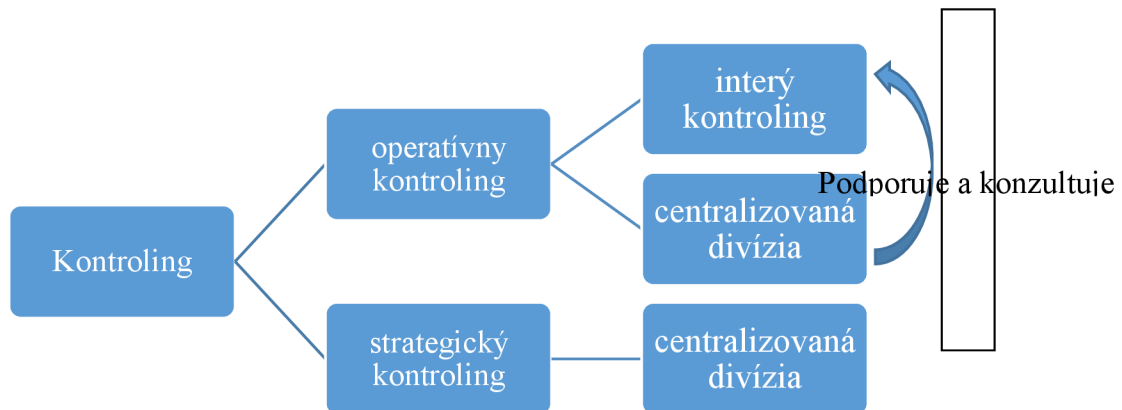 Kontroling
operatívny
kontroling
interý
kontroling
centralizovaná
divízia
Podporuje a konzultuje
strategický
kontroling
centralizovaná
divízia